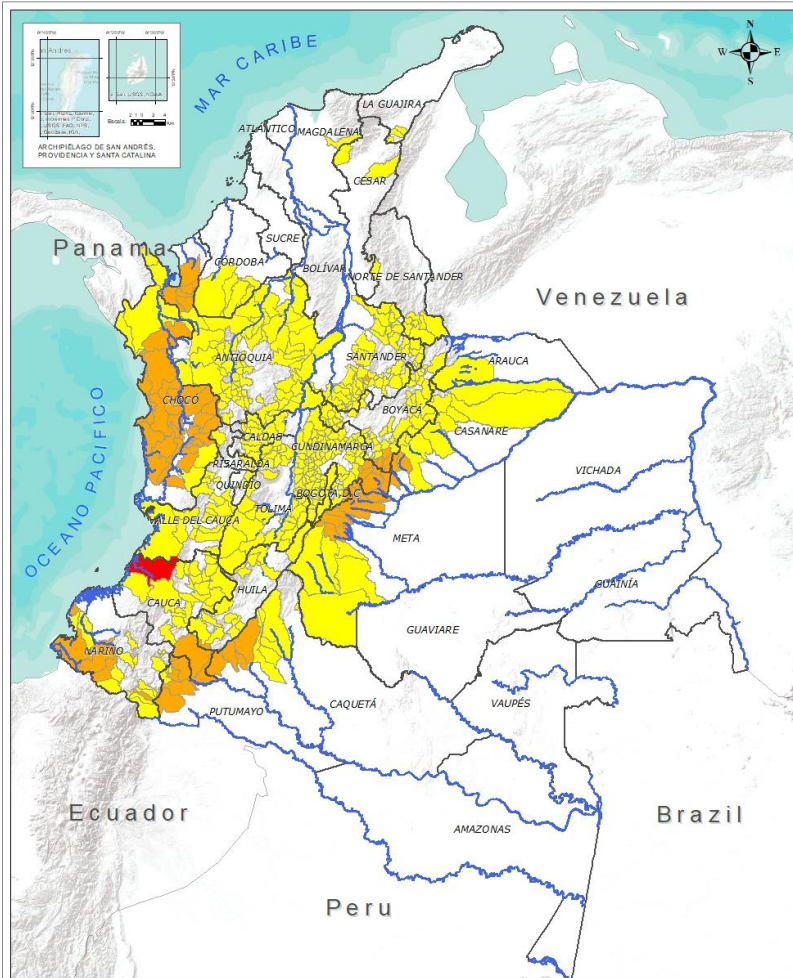 N
W E
S
MAR CARIBE
ARCHIPIÉLAGO DE SAN ANDRÉS,
PROVIDENCIA Y SANTA CATALINA
LA GUAJIRA
ATLÁNTICO
MAGDALENA
CESAR
Panama
SUCRE
CÓRDOBA
BOLÍVAR
NORTE DE SANTANDER
Venezuela
ANTIOQUIA
SANTANDER
ARAUCA
CHOCÓ
BOYACÁ
CASANARE
CALDAS
CUNDINAMARCA
RISARALDA
VICHADA
QUINDIO
BOGOTÁ D.C.
TOLIMA
VALLE DEL CAUCA
OCEANO PACIFICO
META
GUAINÍA
HUILA
CAUCA
GUAVIARE
NARIÑO
CAQUETÁ
VAUPÉS
PUTUMAYO
Ecuador
Brazil
AMAZONAS
Peru